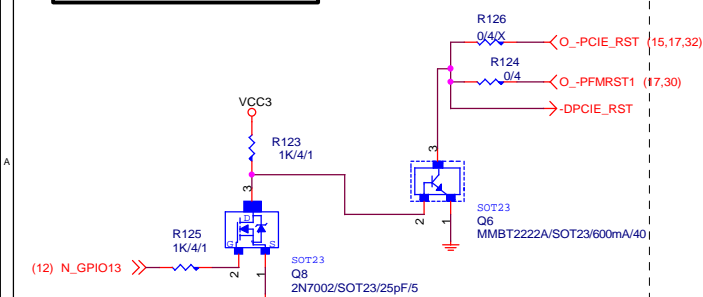 R126
0/4/X
O_-PCIE_RST (15,17,32)
R124
0/4
O_-PFMRST1 (17,30)
-DPCIE_RST
VCC3
R123
1K/4/1
A
3
3
D
G
S
2
1
SOT23
Q6
MMBT2222A/SOT23/600mA/40
R125
1K/4/1
(12) N_GPIO13
2
1
SOT23
Q8
2N7002/SOT23/25pF/5